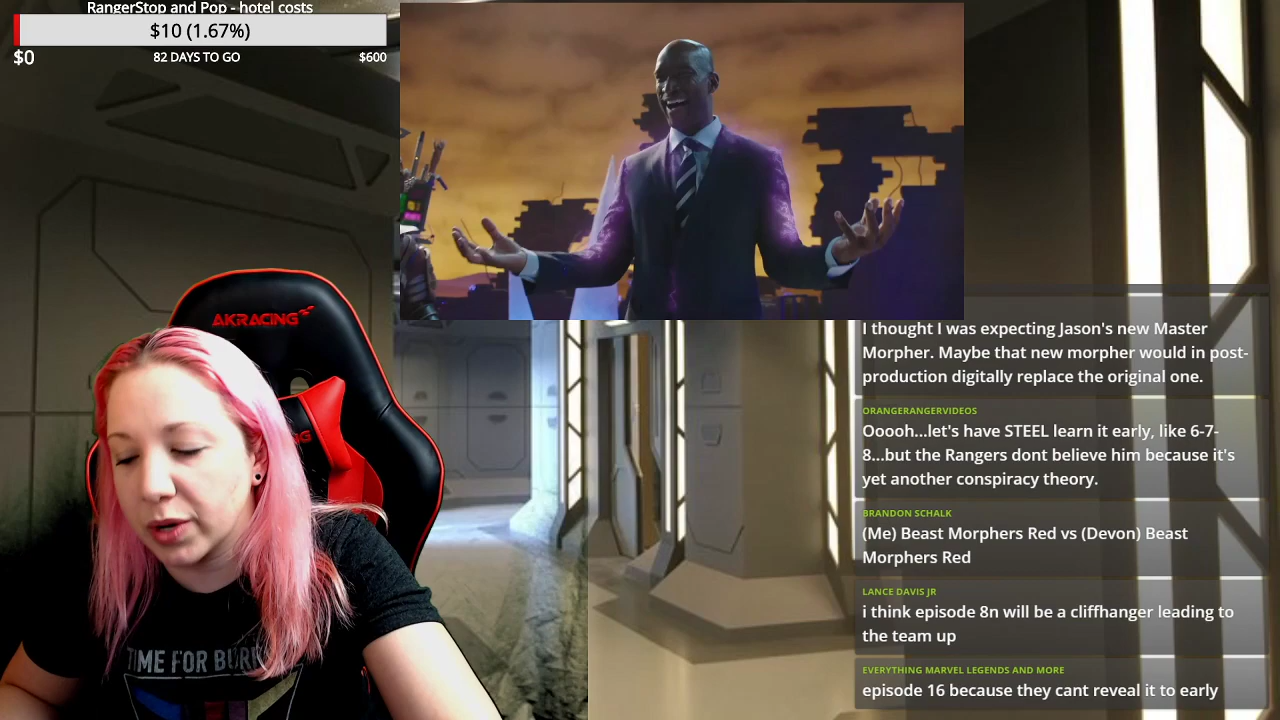 RangerStop and Pop - hotel costs
$10 (1.67%)
$0
82 DAYS TO GO
$600
AKRACING
TIME FOR
I thought I was expecting Jason's new Master
Morpher. Maybe that new morpher would in post-
production digitally replace the original one.
ORANGERANGERVIDEOS
Ooooh...let's have STEEL learn it early, like 6-7-
8...but the Rangers dont believe him because it's
yet another conspiracy theory.
BRANDON SCHALK
(Me) Beast Morphers Red vs (Devon) Beast
Morphers Red
LANCE DAVIS JR
i think episode 8n will be a cliffhanger leading to
the team up
EVERYTHING MARVEL LEGENDS AND MORE
episode 16 because they cant reveal it to early